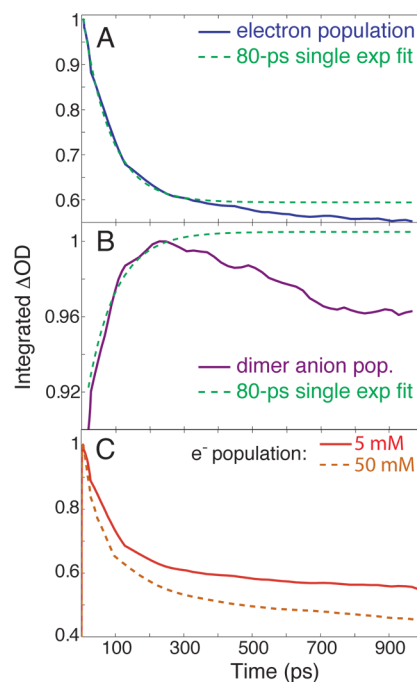 A
electron population
80-ps single exp fit
1
0.9
0.8
0.7
0.6
B
1
0.96
0.92
dimer anion pop.
80-ps single exp fit
Integrated ΔOD
C
e⁻ population:
5 mM
50 mM
1
0.8
0.6
0.4
100 300 500 700 900
Time (ps)